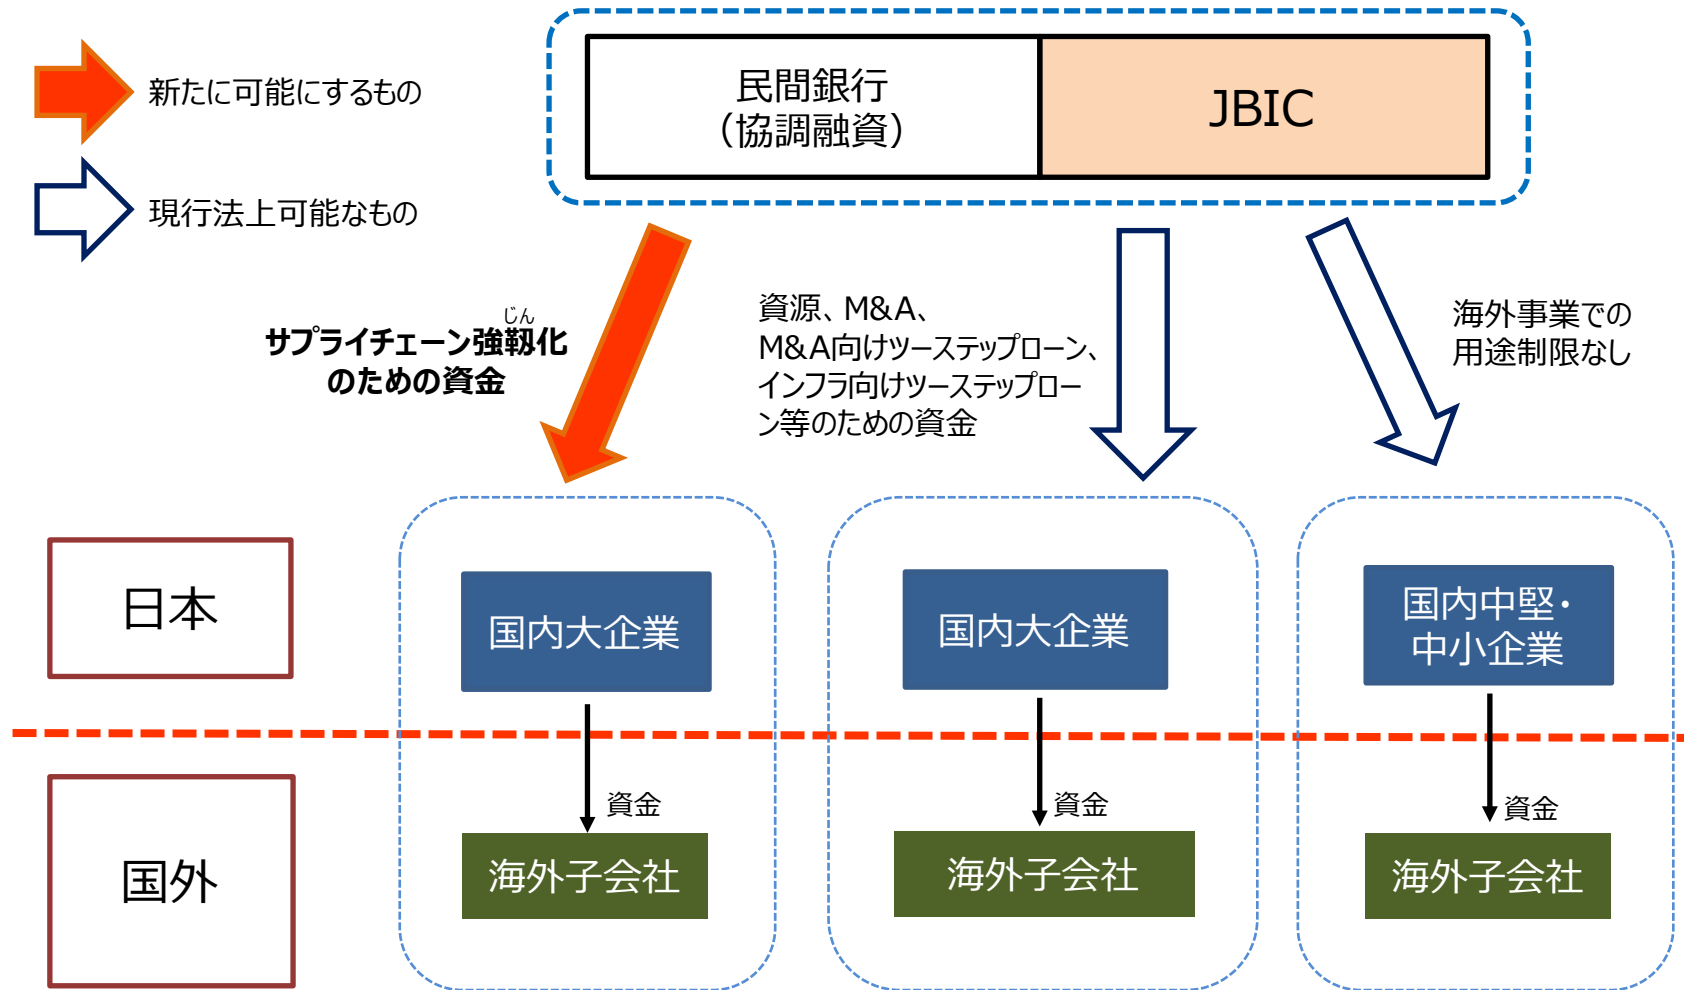 新たに可能にするもの
現行法上可能なもの
民間銀行
（協調融資）
JBIC
じん
サプライチェーン強靱化
のための資金
資源、M&A、
M&A向けツーステップローン、
インフラ向けツーステップロー
ン等のための資金
海外事業での
用途制限なし
日本
国内大企業
国内大企業
国内中堅・
中小企業
資金
資金
資金
国外
海外子会社
海外子会社
海外子会社